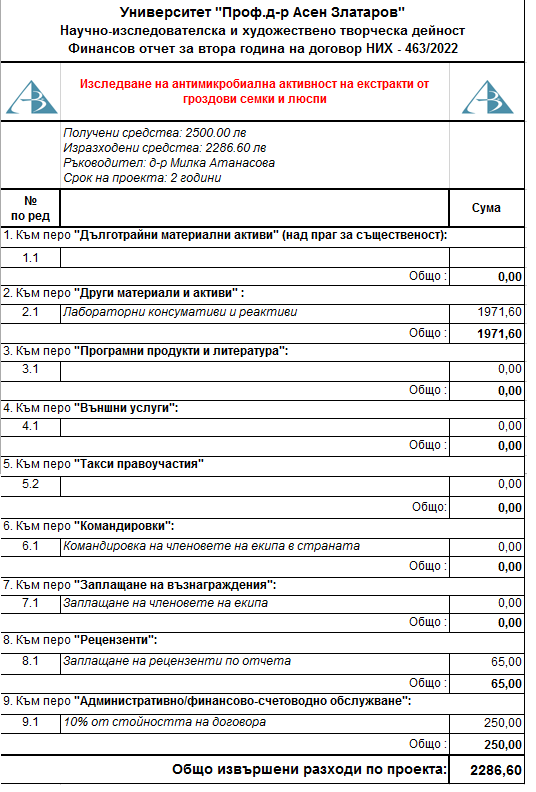 Университет "Проф.д-р Асен Златаров"
Научно-изследователска и художествено творческа дейност
Финансов отчет за втора година на договор НИХ - 463/2022
Изследване на антимикробиална активност на екстракти от
гроздови семки и люспи
Получени средства: 2500.00 лв
Изразходени средства: 2286.60 лв
Ръководител: д-р Милка Атанасова
Срок на проекта: 2 години
№
по ред
Сума
1. Към перо "Дълготрайни материални активи" (над праг за същественост):
1.1
Общо : 0,00
2. Към перо "Други материали и активи" :
2.1 Лабораторни консумативи и реактиви 1971,60
Общо : 1971,60
3. Към перо "Програмни продукти и литература":
3.1 0,00
Общо : 0,00
4. Към перо "Външни услуги":
4.1 0,00
Общо : 0,00
5. Към перо "Такси правоучастия"
5.2 0,00
Общо: 0,00
6. Към перо "Командировки":
6.1 Командировка на членовете на екипа в страната 0,00
Общо : 0,00
7. Към перо "Заплащане на възнаграждения":
7.1 Заплащане на членовете на екипа 0,00
Общо : 0,00
8. Към перо "Рецензенти":
8.1 Заплащане на рецензенти по отчета 65,00
Общо : 65,00
9. Към перо "Административно/финансово-счетоводно обслужване":
9.1 10% от стойността на договора 250,00
Общо : 250,00
Общо извършени разходи по проекта: 2286,60